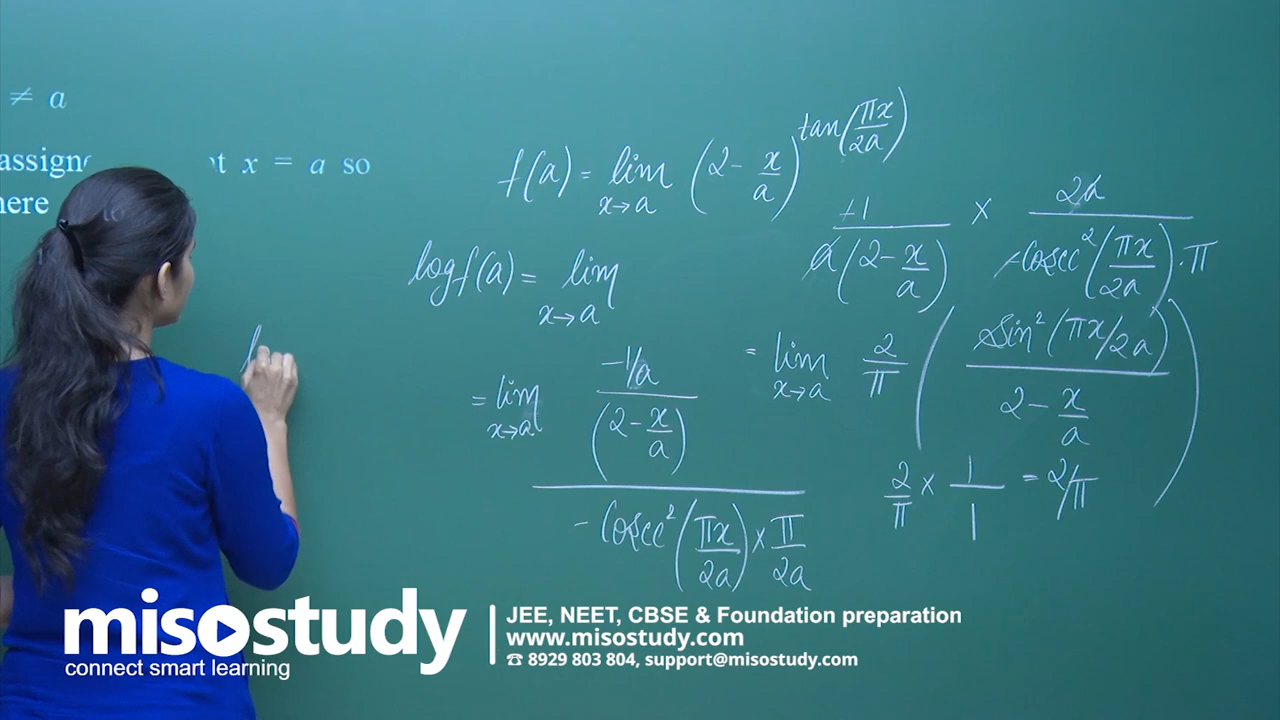 ≠ a
assign t x = a so
here to
f(a) = lim x→a (2 - x/a)^tan(πx/2a)
+1 / a(2 - x/a) × 2a / -cosec²(πx/2a)·π
log f(a) = lim x→a
= lim x→a (-1/a / (2 - x/a)) / (-cosec²(πx/2a) × π/2a)
= lim x→a 2/π (sin²(πx/2a) / 2 - x/a)
2/π × 1/1 = 2/π
misostudy
connect smart learning
JEE, NEET, CBSE & Foundation preparation
www.misostudy.com
☎ 8929 803 804, support@misostudy.com